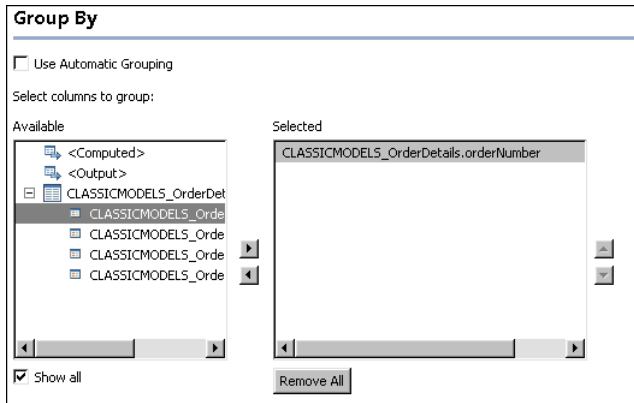 Group By
Use Automatic Grouping
Select columns to group:
Available
Selected
<Computed>
<Output>
CLASSICMODELS_OrderDet
CLASSICMODELS_Orde
CLASSICMODELS_Orde
CLASSICMODELS_Orde
CLASSICMODELS_Orde
CLASSICMODELS_OrderDetails.orderNumber
Show all
Remove All